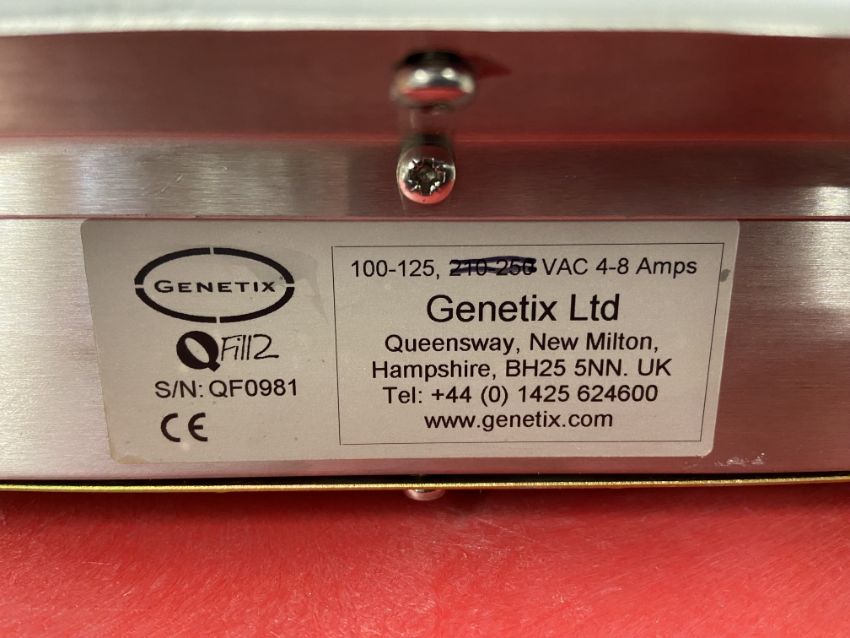 GENETIX
QFill2
S/N: QF0981
CE
100-125, 210-250 VAC 4-8 Amps
Genetix Ltd
Queensway, New Milton,
Hampshire, BH25 5NN. UK
Tel: +44 (0) 1425 624600
www.genetix.com